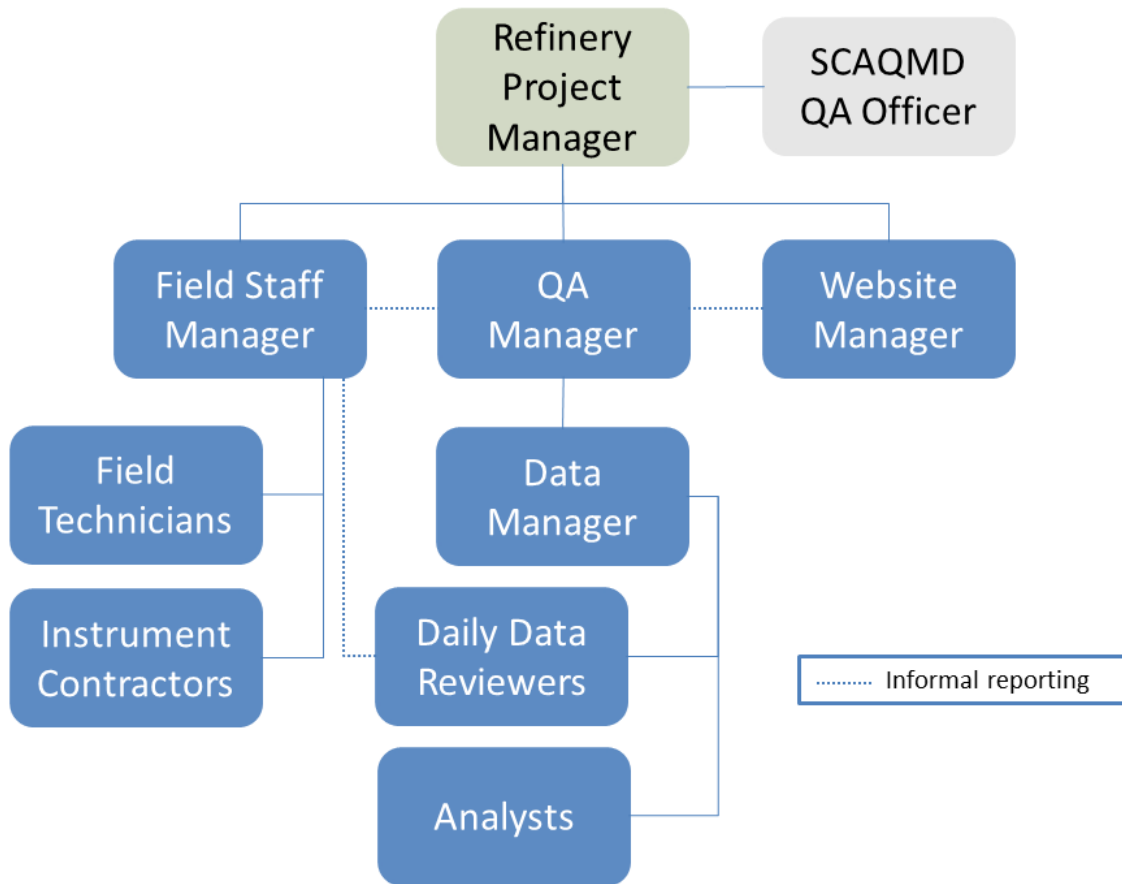 Refinery
Project
Manager
SCAQMD
QA Officer
Field Staff
Manager
QA
Manager
Website
Manager
Field
Technicians
Data
Manager
Instrument
Contractors
Daily Data
Reviewers
Informal reporting
Analysts